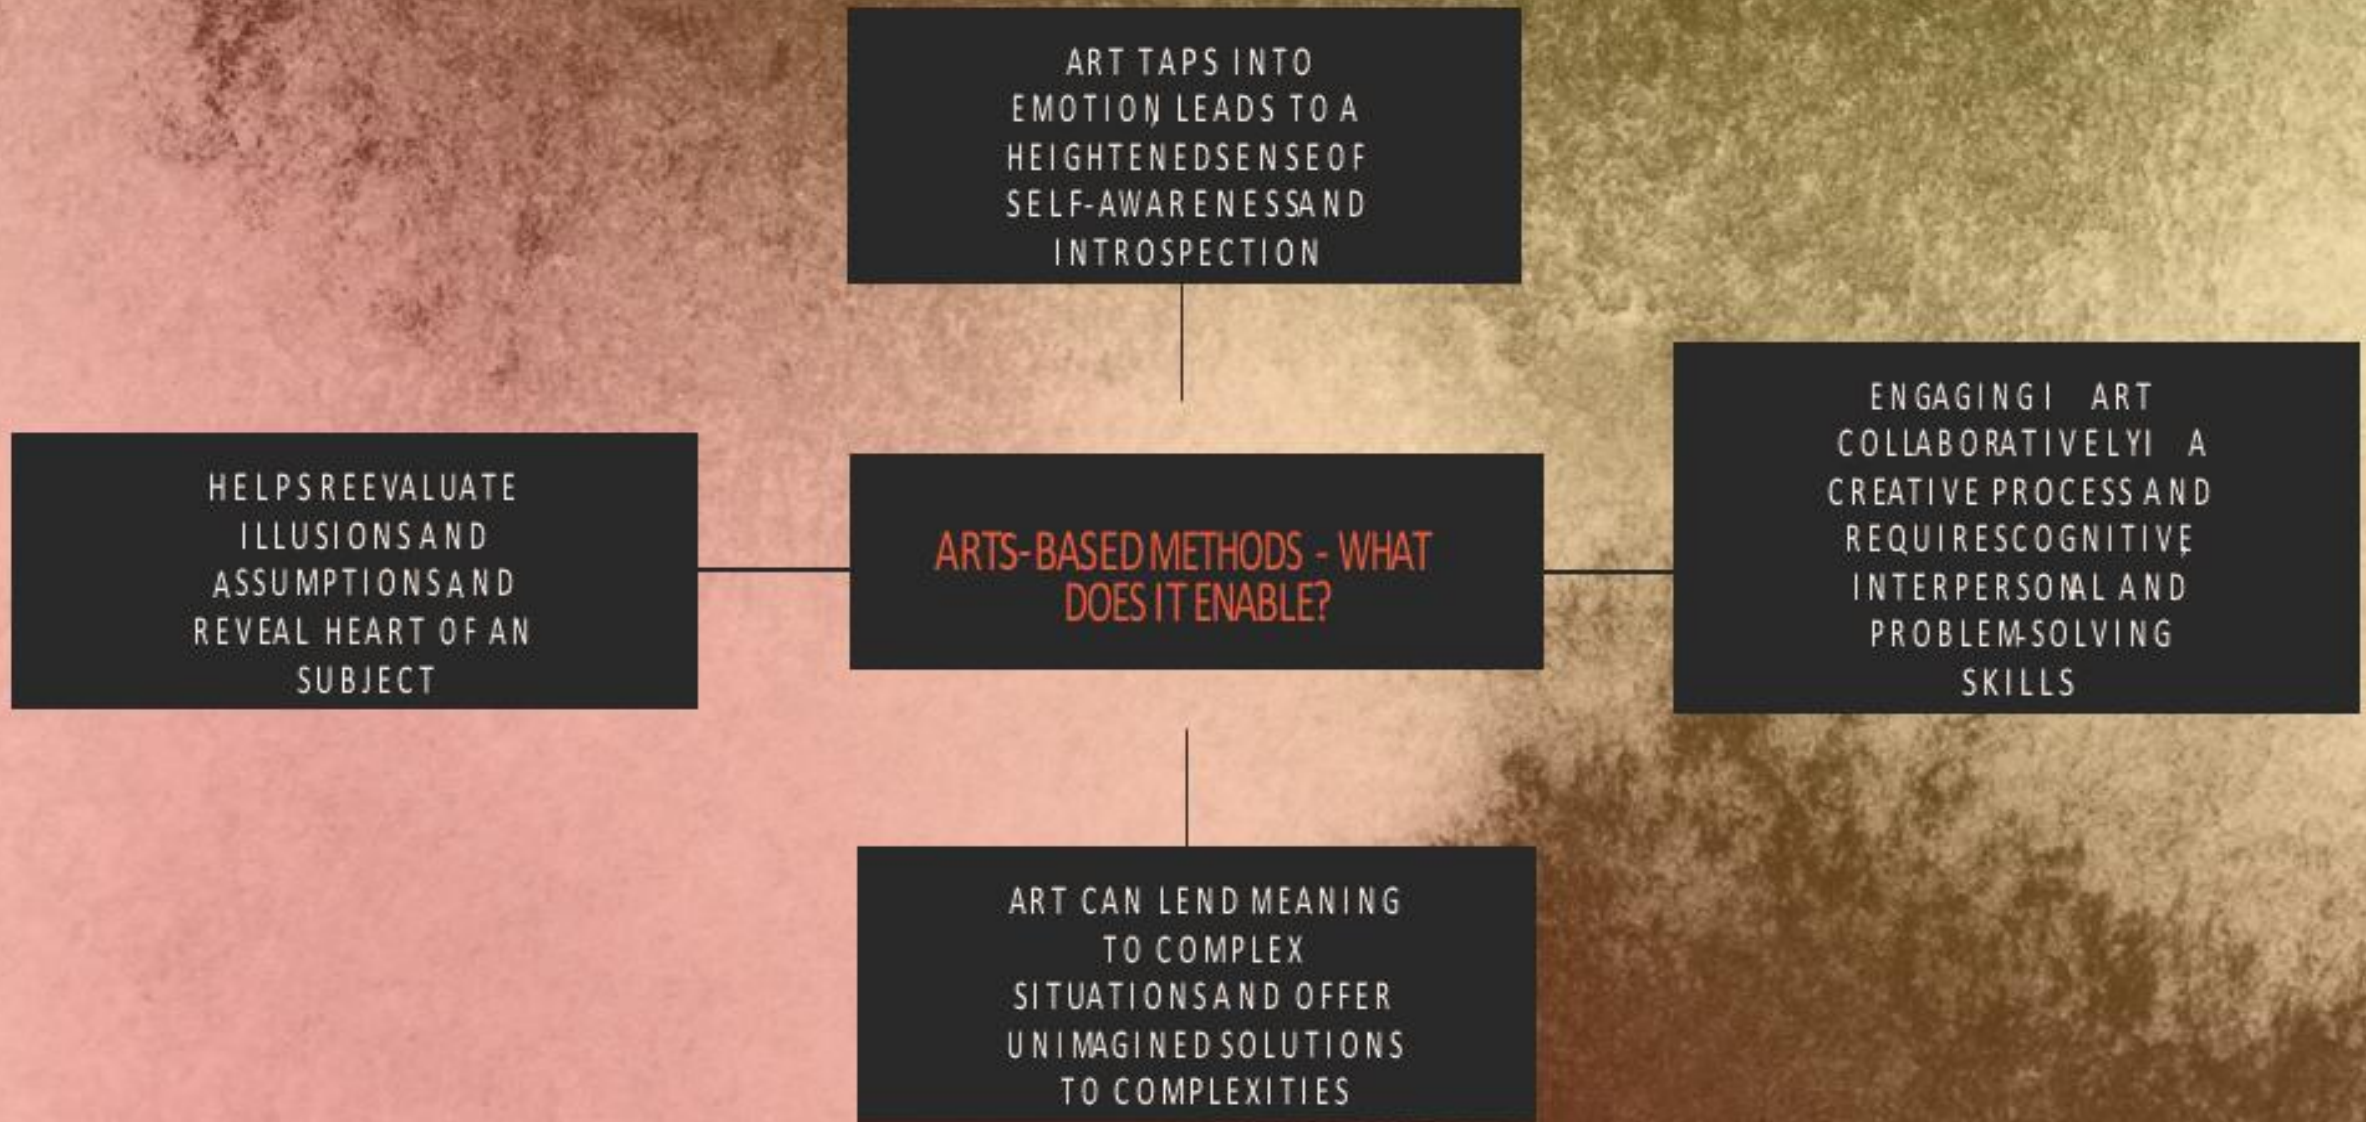 ART TAPS INTO
EMOTION, LEADS TO A
HEIGHTENED SENSE OF
SELF-AWARENESS AND
INTROSPECTION
HELPS REEVALUATE
ILLUSIONS AND
ASSUMPTIONS AND
REVEAL HEART OF AN
SUBJECT
ARTS-BASED METHODS - WHAT
DOES IT ENABLE?
ENGAGING I ART
COLLABORATIVELY I A
CREATIVE PROCESS AND
REQUIRES COGNITIVE,
INTERPERSONAL AND
PROBLEM-SOLVING
SKILLS
ART CAN LEND MEANING
TO COMPLEX
SITUATIONS AND OFFER
UNIMAGINED SOLUTIONS
TO COMPLEXITIES